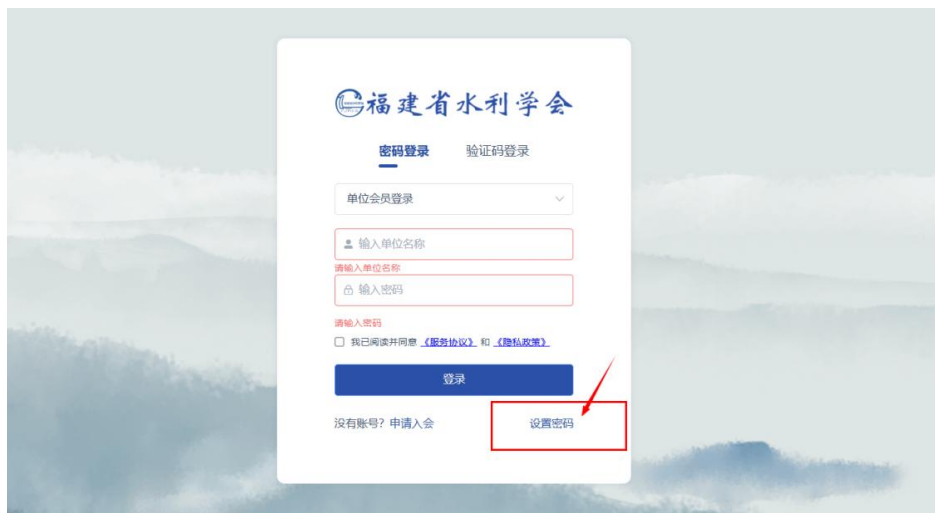 福建省水利学会
密码登录 验证码登录
单位会员登录
输入单位名称
请输入单位名称
输入密码
请输入密码
我已阅读并同意 《服务协议》 和 《隐私政策》
登录
没有账号？申请入会 设置密码